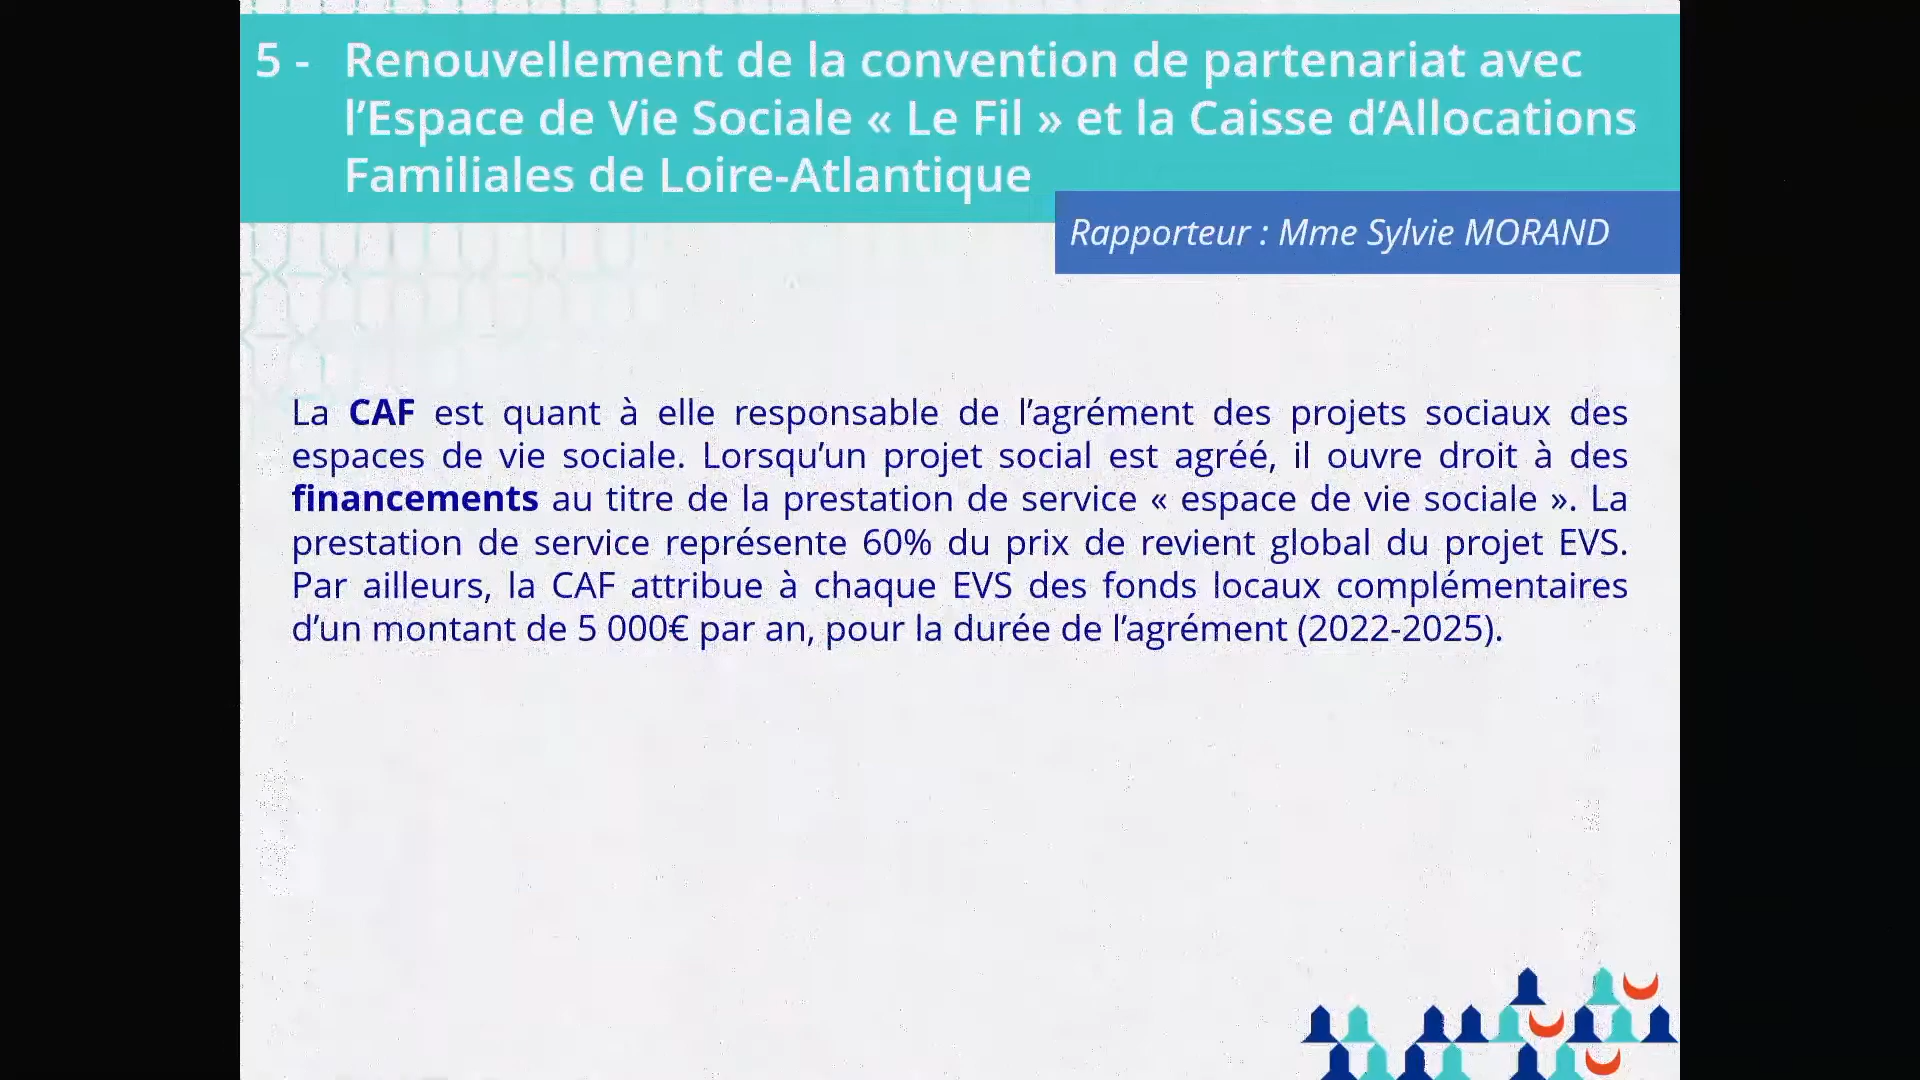 5 - Renouvellement de la convention de partenariat avec
l’Espace de Vie Sociale « Le Fil » et la Caisse d’Allocations
Familiales de Loire-Atlantique
Rapporteur : Mme Sylvie MORAND
La CAF est quant à elle responsable de l’agrément des projets sociaux des
espaces de vie sociale. Lorsqu’un projet social est agréé, il ouvre droit à des
financements au titre de la prestation de service « espace de vie sociale ». La
prestation de service représente 60% du prix de revient global du projet EVS.
Par ailleurs, la CAF attribue à chaque EVS des fonds locaux complémentaires
d’un montant de 5 000€ par an, pour la durée de l’agrément (2022-2025).